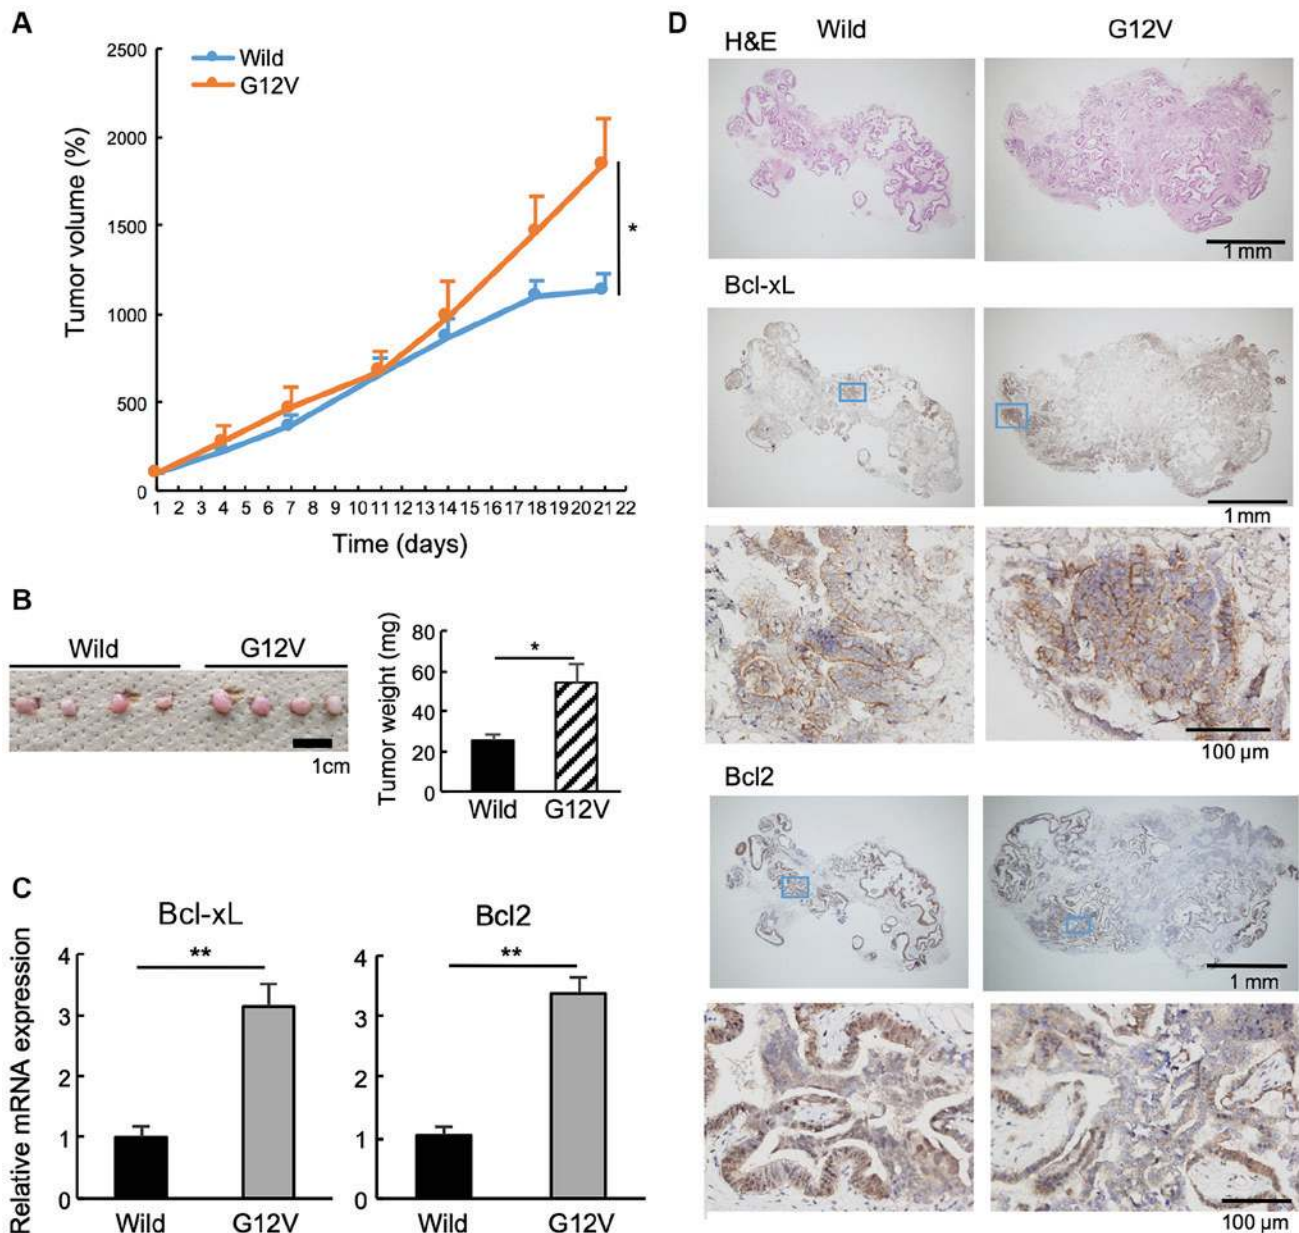 A
2500
2000
1500
1000
500
0
Tumor volume (%)
Wild
G12V
*
1 2 3 4 5 6 7 8 9 10 11 12 13 14 15 16 17 18 19 20 21 22
Time (days)
B
Wild G12V
1cm
Tumor weight (mg)
80
60
40
20
0
*
Wild G12V
C
Relative mRNA expression
Bcl-xL
**
4
3
2
1
0
Wild G12V
Bcl2
**
4
3
2
1
0
Wild G12V
D
Wild G12V
H&E
1 mm
Bcl-xL
1 mm
100 µm
Bcl2
1 mm
100 µm